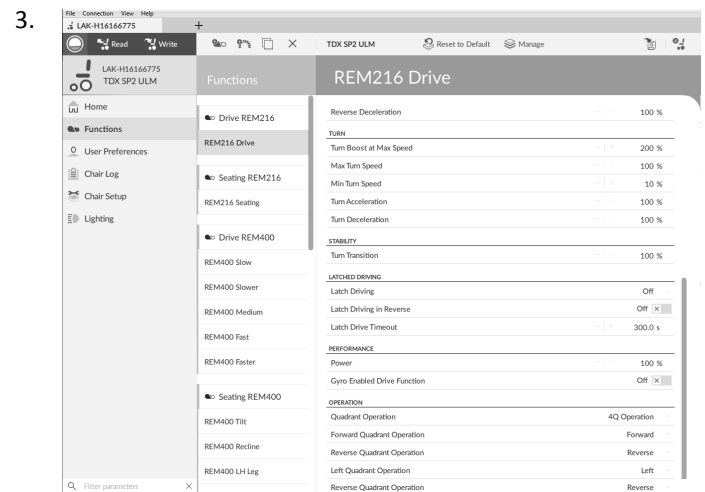 3.
File Connection View Help
LAK-H16166775 +
Read Write TDX SP2 ULM Reset to Default Manage
LAK-H16166775
TDX SP2 ULM
Functions
REM216 Drive
Home
Functions
User Preferences
Chair Log
Chair Setup
Lighting
Filter parameters
Drive REM216
REM216 Drive
Seating REM216
REM216 Seating
Drive REM400
REM400 Slow
REM400 Slower
REM400 Medium
REM400 Fast
REM400 Faster
Seating REM400
REM400 Tilt
REM400 Recline
REM400 LH Leg
Reverse Deceleration 100 %
TURN
Turn Boost at Max Speed 200 %
Max Turn Speed 100 %
Min Turn Speed 10 %
Turn Acceleration 100 %
Turn Deceleration 100 %
STABILITY
Turn Transition 100 %
LATCHED DRIVING
Latch Driving Off
Latch Driving in Reverse Off
Latch Drive Timeout 300.0 s
PERFORMANCE
Power 100 %
Gyro Enabled Drive Function Off
OPERATION
Quadrant Operation 4Q Operation
Forward Quadrant Operation Forward
Reverse Quadrant Operation Reverse
Left Quadrant Operation Left
Reverse Quadrant Operation Reverse